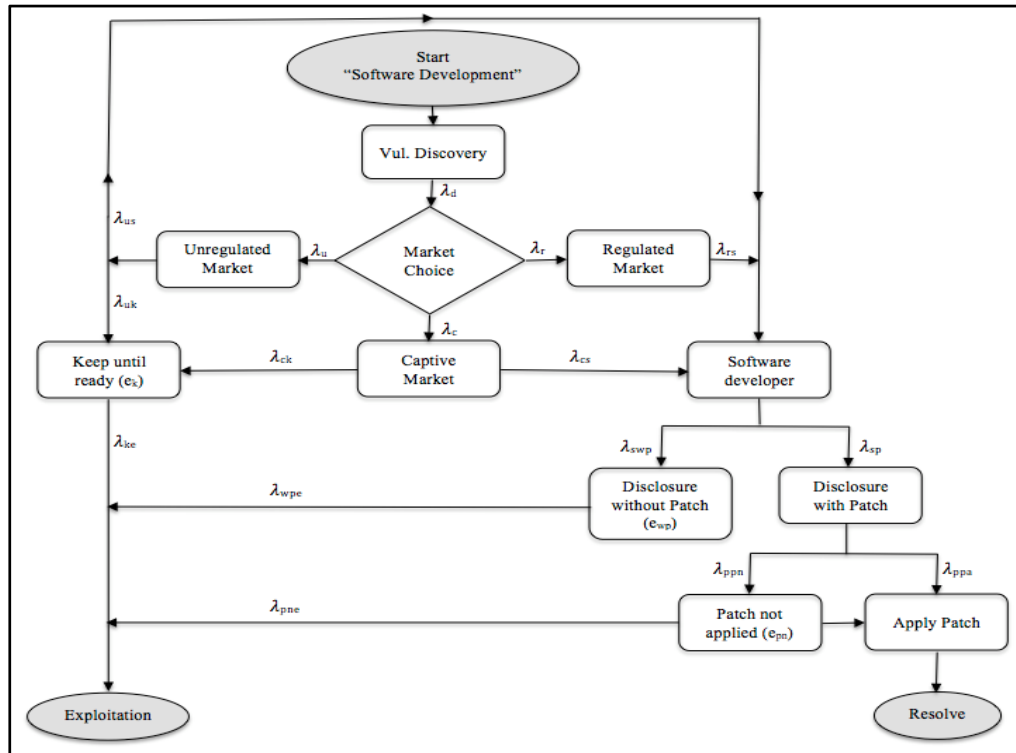 Start
“Software Development”
Vul. Discovery
λd
λus
Unregulated
Market
λu
Market
Choice
λr
Regulated
Market
λrs
λuk
λc
Keep until
ready (ek)
λck
Captive
Market
λcs
Software
developer
λke
λswp
λsp
λwpe
Disclosure
without Patch
(ewp)
Disclosure
with Patch
λppn
λppa
λpne
Patch not
applied (epn)
Apply Patch
Exploitation
Resolve